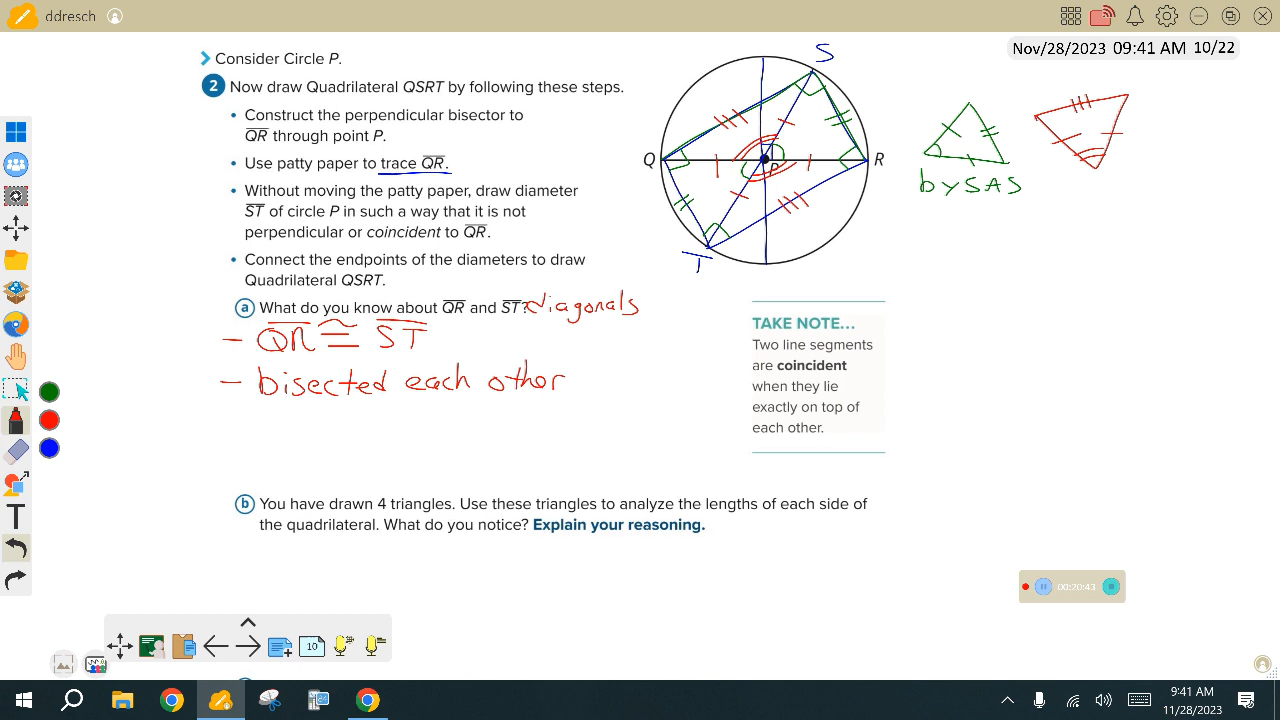 ddresch
Nov/28/2023 09:41 AM 10/22
Consider Circle P.
2 Now draw Quadrilateral QSRT by following these steps.
• Construct the perpendicular bisector to
QR through point P.
• Use patty paper to trace QR.
• Without moving the patty paper, draw diameter
ST of circle P in such a way that it is not
perpendicular or coincident to QR.
• Connect the endpoints of the diameters to draw
Quadrilateral QSRT.
S
Q
P
R
T
by SAS
a What do you know about QR and ST? diagonals
- QR ≅ ST
- bisected each other
TAKE NOTE...
Two line segments
are coincident
when they lie
exactly on top of
each other.
b You have drawn 4 triangles. Use these triangles to analyze the lengths of each side of
the quadrilateral. What do you notice? Explain your reasoning.
00:20:43
10
T
9:41 AM
11/28/2023